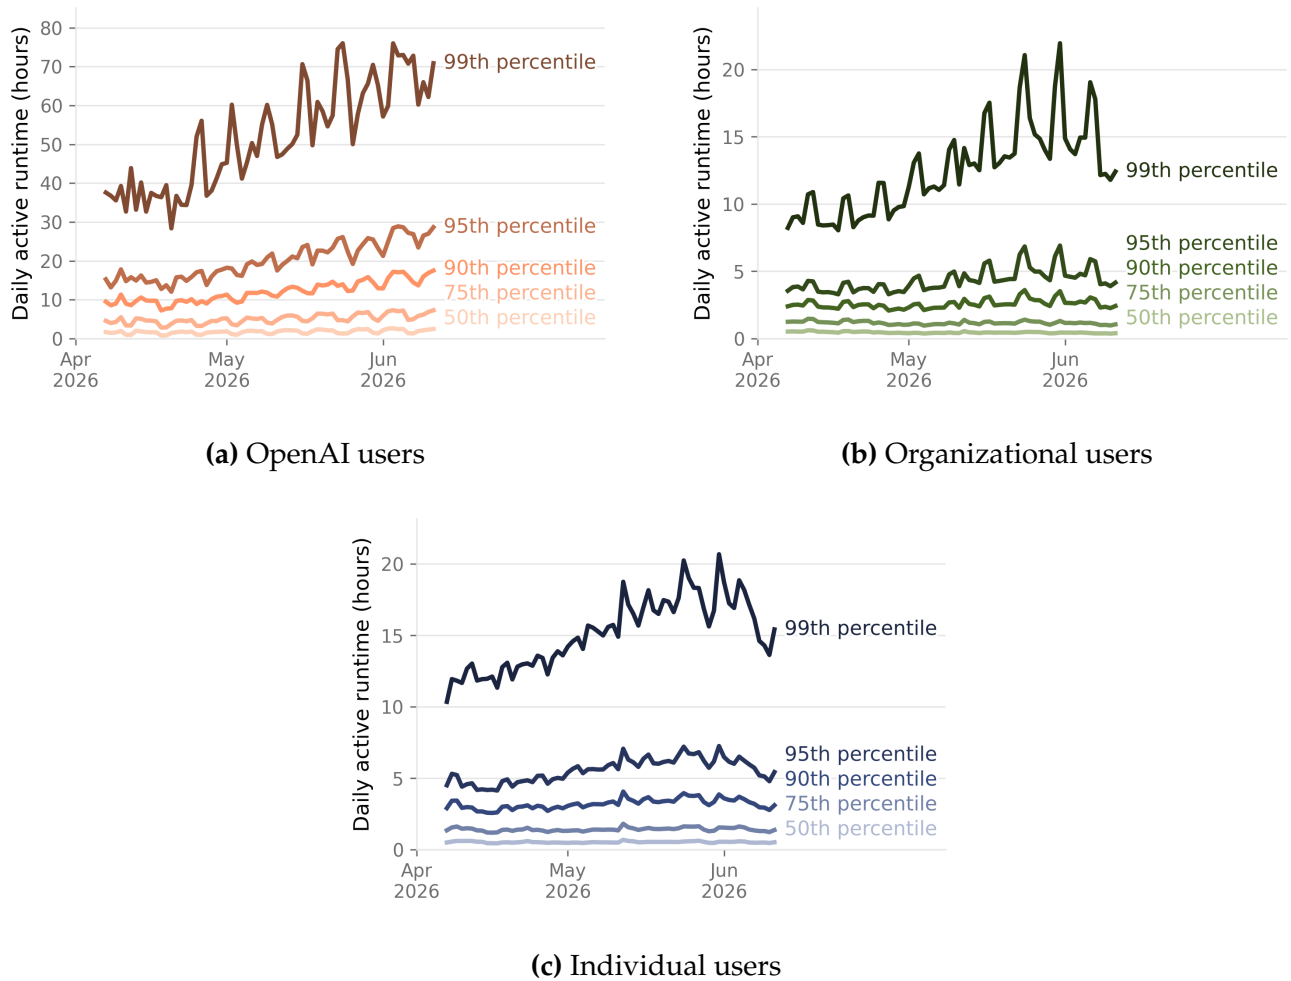 Daily active runtime (hours)
80
70
60
50
40
30
20
10
0
99th percentile
95th percentile
90th percentile
75th percentile
50th percentile
Apr
2026
May
2026
Jun
2026
(a) OpenAI users
Daily active runtime (hours)
20
15
10
5
0
99th percentile
95th percentile
90th percentile
75th percentile
50th percentile
Apr
2026
May
2026
Jun
2026
(b) Organizational users
Daily active runtime (hours)
20
15
10
5
0
99th percentile
95th percentile
90th percentile
75th percentile
50th percentile
Apr
2026
May
2026
Jun
2026
(c) Individual users